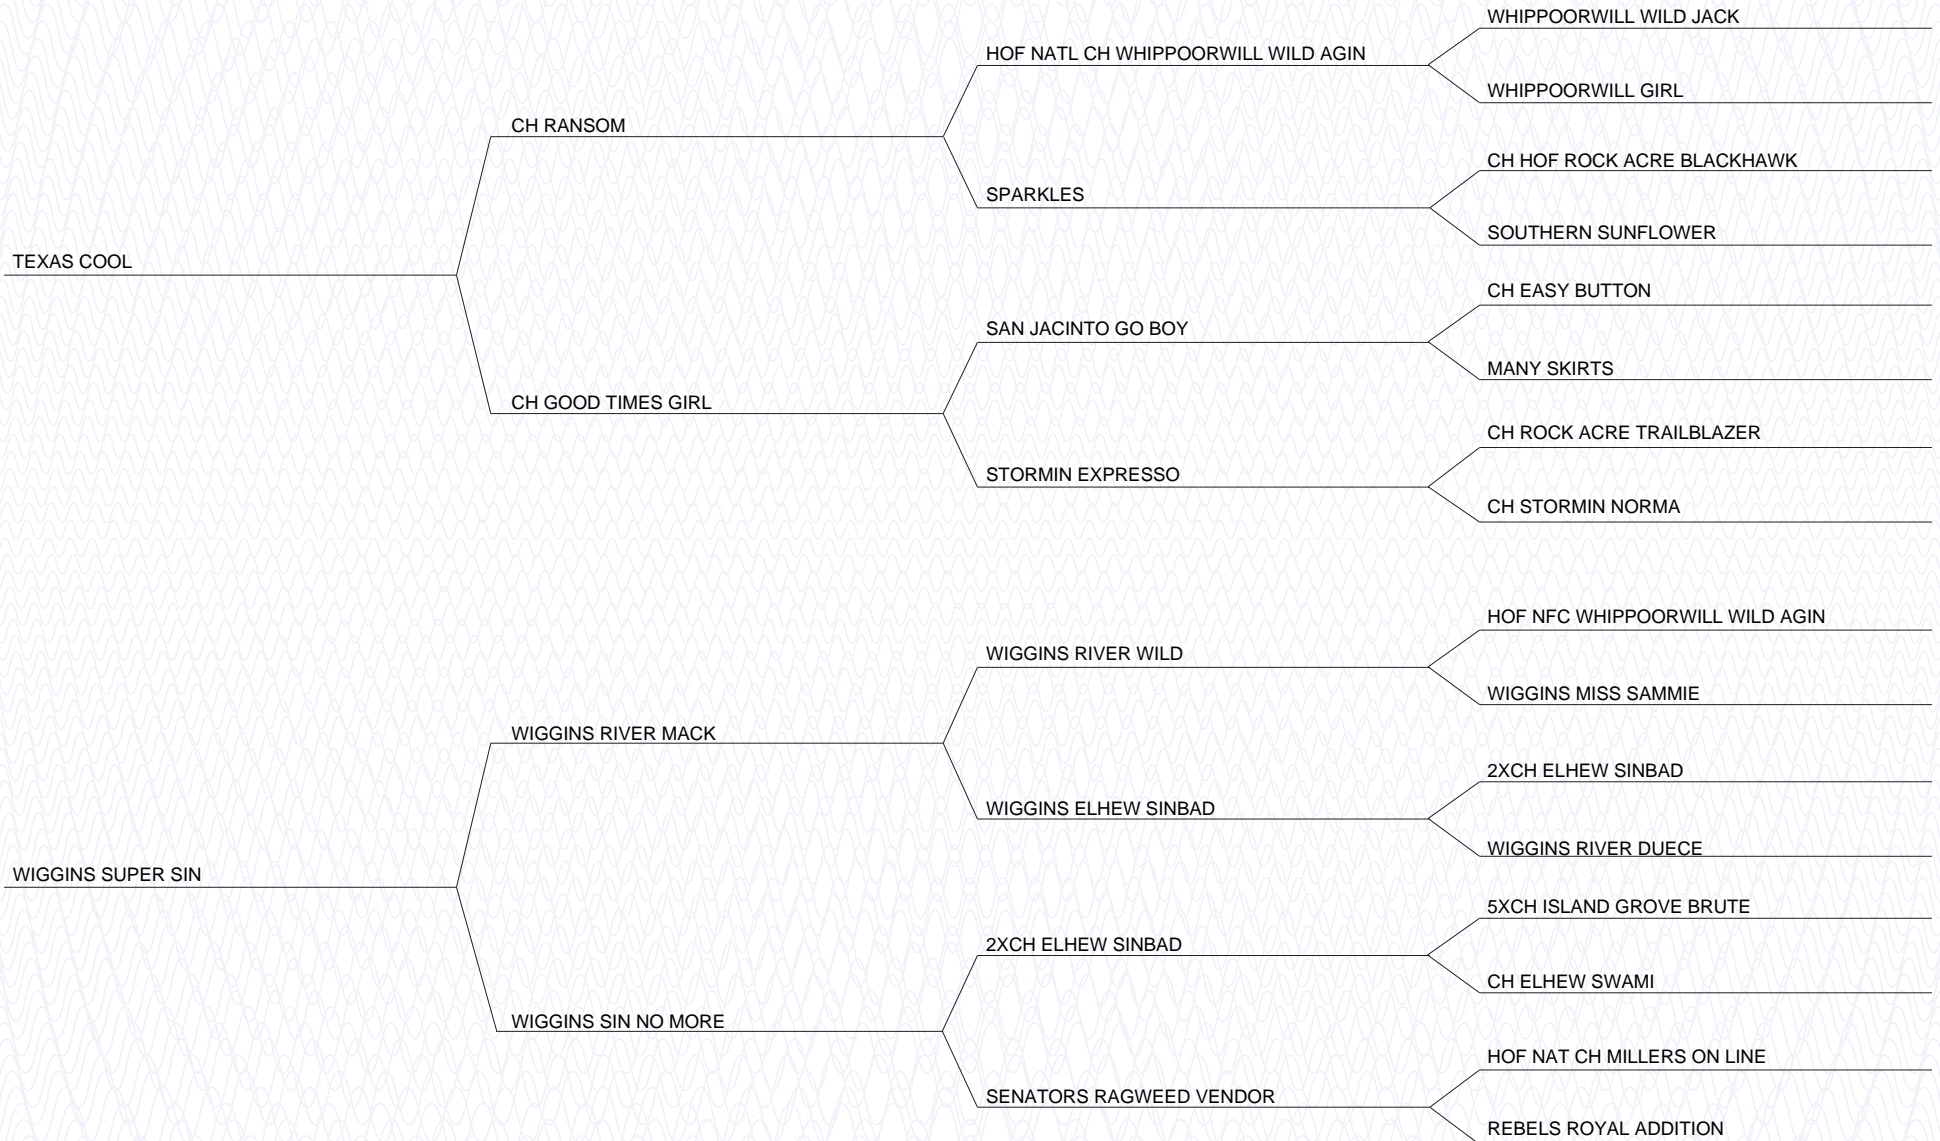 WHIPPOORWILL WILD JACK
HOF NATL CH WHIPPOORWILL WILD AGIN
WHIPPOORWILL GIRL
CH RANSOM
CH HOF ROCK ACRE BLACKHAWK
SPARKLES
SOUTHERN SUNFLOWER
TEXAS COOL
CH EASY BUTTON
SAN JACINTO GO BOY
MANY SKIRTS
CH GOOD TIMES GIRL
CH ROCK ACRE TRAILBLAZER
STORMIN EXPRESSO
CH STORMIN NORMA
HOF NFC WHIPPOORWILL WILD AGIN
WIGGINS RIVER WILD
WIGGINS MISS SAMMIE
WIGGINS RIVER MACK
2XCH ELHEW SINBAD
WIGGINS ELHEW SINBAD
WIGGINS RIVER DUECE
WIGGINS SUPER SIN
5XCH ISLAND GROVE BRUTE
2XCH ELHEW SINBAD
CH ELHEW SWAMI
WIGGINS SIN NO MORE
HOF NAT CH MILLERS ON LINE
SENATORS RAGWEED VENDOR
REBELS ROYAL ADDITION